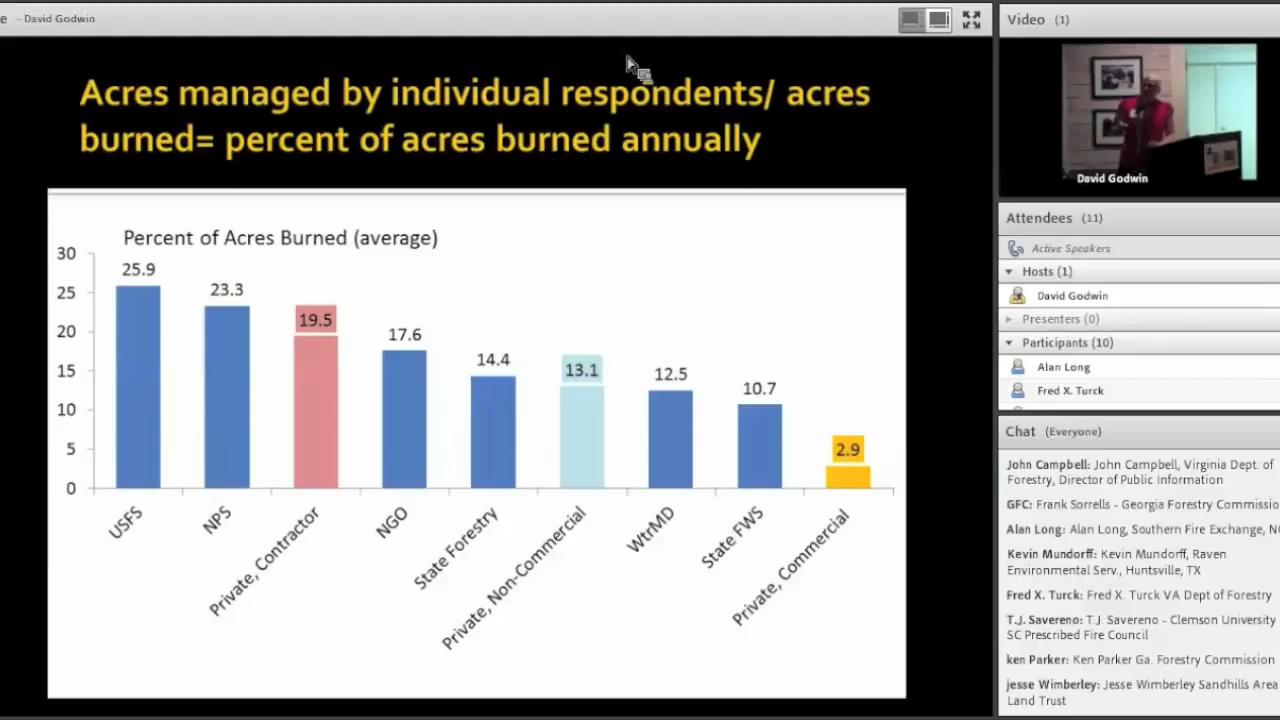 e - David Godwin
Acres managed by individual respondents/ acres
burned= percent of acres burned annually
Percent of Acres Burned (average)
30
25
20
15
10
5
0
25.9
23.3
19.5
17.6
14.4
13.1
12.5
10.7
2.9
USFS
NPS
Private, Contractor
NGO
State Forestry
Private, Non-Commercial
WtrMD
State FWS
Private, Commercial
Video (1)
David Godwin
Attendees (11)
Active Speakers
Hosts (1)
David Godwin
Presenters (0)
Participants (10)
Alan Long
Fred X. Turck
Chat (Everyone)
John Campbell: John Campbell, Virginia Dept. of
Forestry, Director of Public Information
GFC: Frank Sorrells - Georgia Forestry Commissio
Alan Long: Alan Long, Southern Fire Exchange, N
Kevin Mundorff: Kevin Mundorff, Raven
Environmental Serv., Huntsville, TX
Fred X. Turck: Fred X. Turck VA Dept of Forestry
T.J. Savereno: T.J. Savereno - Clemson University
SC Prescribed Fire Council
ken Parker: Ken Parker Ga. Forestry Commission
jesse Wimberley: Jesse Wimberley Sandhills Area
Land Trust